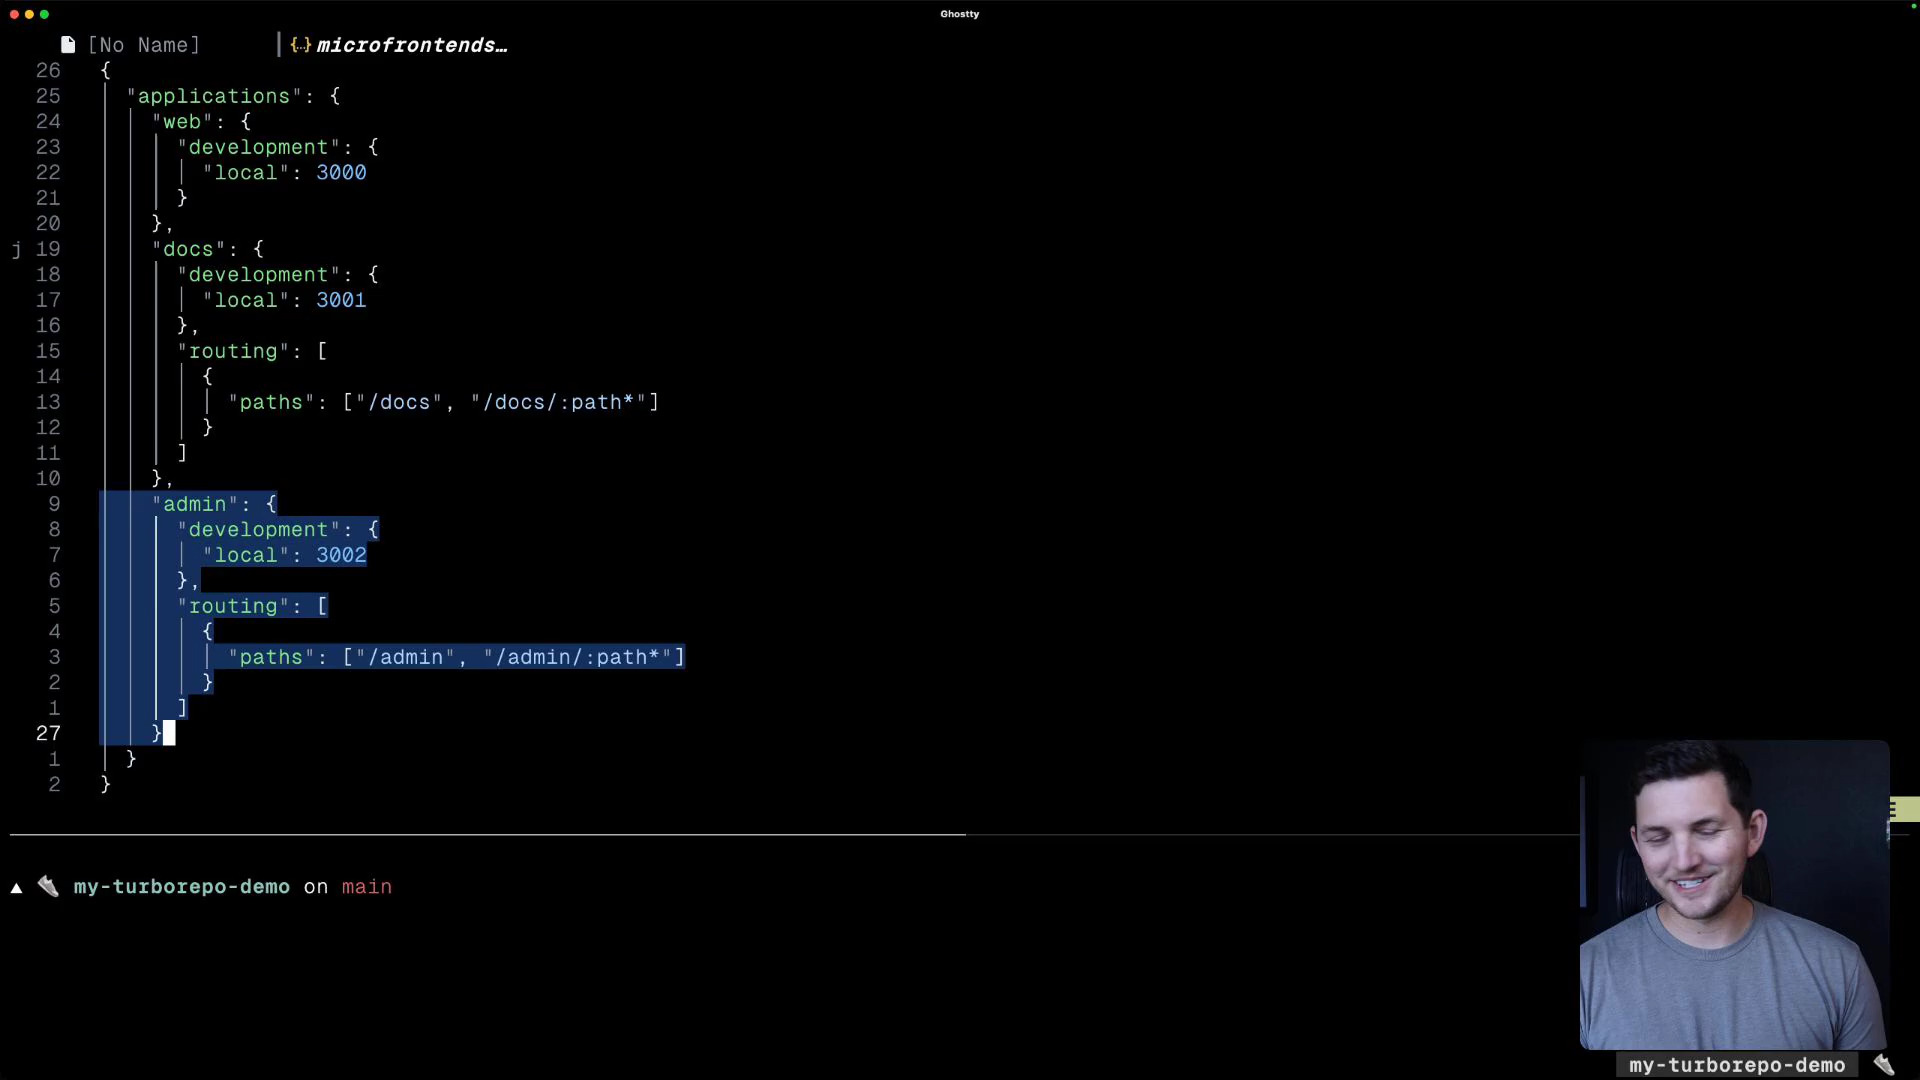 Ghostty
[No Name] {..} microfrontends…
26 {
25 "applications": {
24 "web": {
23 "development": {
22 "local": 3000
21 }
20 },
j 19 "docs": {
18 "development": {
17 "local": 3001
16 },
15 "routing": [
14 {
13 "paths": ["/docs", "/docs/:path*"]
12 }
11 ]
10 },
9 "admin": {
8 "development": {
7 "local": 3002
6 },
5 "routing": [
4 {
3 "paths": ["/admin", "/admin/:path*"]
2 }
1 ]
27 }
1 }
2 }
E
my-turborepo-demo on main
my-turborepo-demo